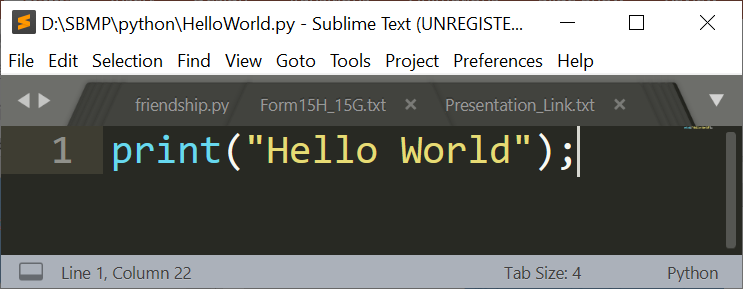 D:\SBMP\python\HelloWorld.py - Sublime Text (UNREGISTE...
File Edit Selection Find View Goto Tools Project Preferences Help
friendship.py Form15H_15G.txt Presentation_Link.txt
1 print("Hello World");
Line 1, Column 22 Tab Size: 4 Python